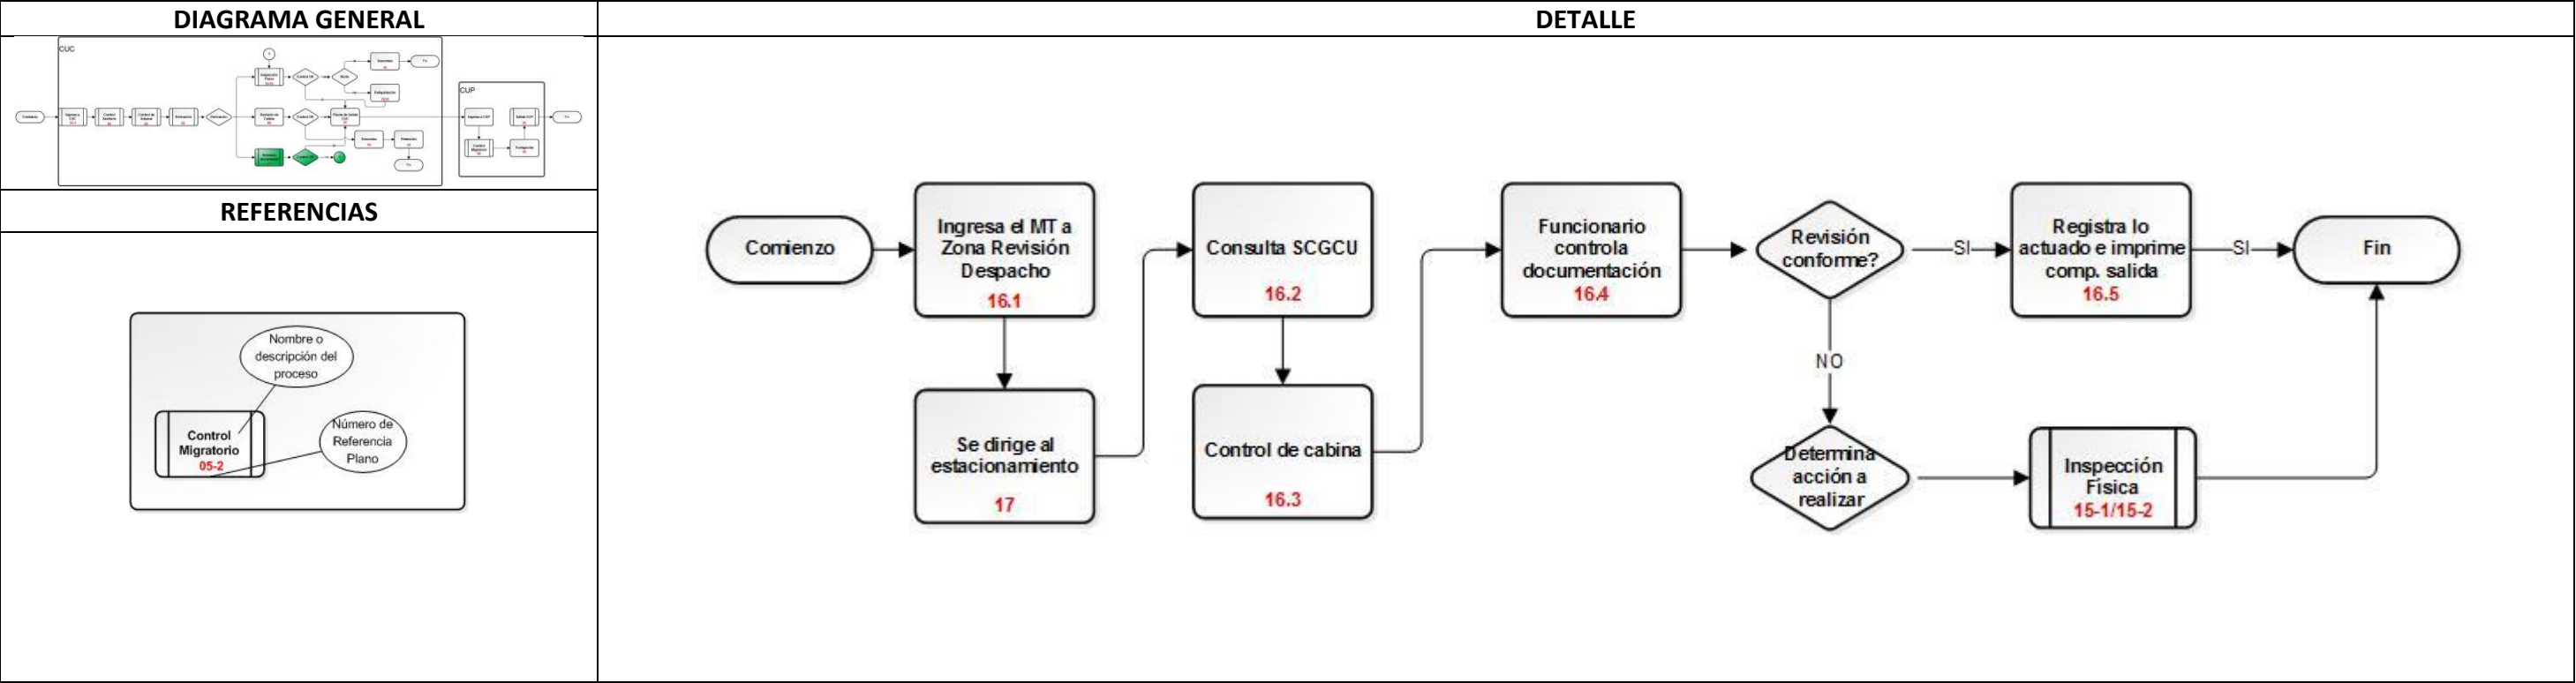 DIAGRAMA GENERAL
DETALLE
CUC
CUP
REFERENCIAS
Nombre o
descripción del
proceso
Control
Migratorio
05-2
Número de
Referencia
Plano
Comienzo
Ingresa el MT a
Zona Revisión
Despacho
16.1
Se dirige al
estacionamiento
17
Consulta SCGCU
16.2
Control de cabina
16.3
Funcionario
controla
documentación
16.4
Revisión
conforme?
SI
Registra lo
actuado e imprime
comp. salida
16.5
SI
Fin
NO
Determina
acción a
realizar
Inspección
Física
15-1/15-2